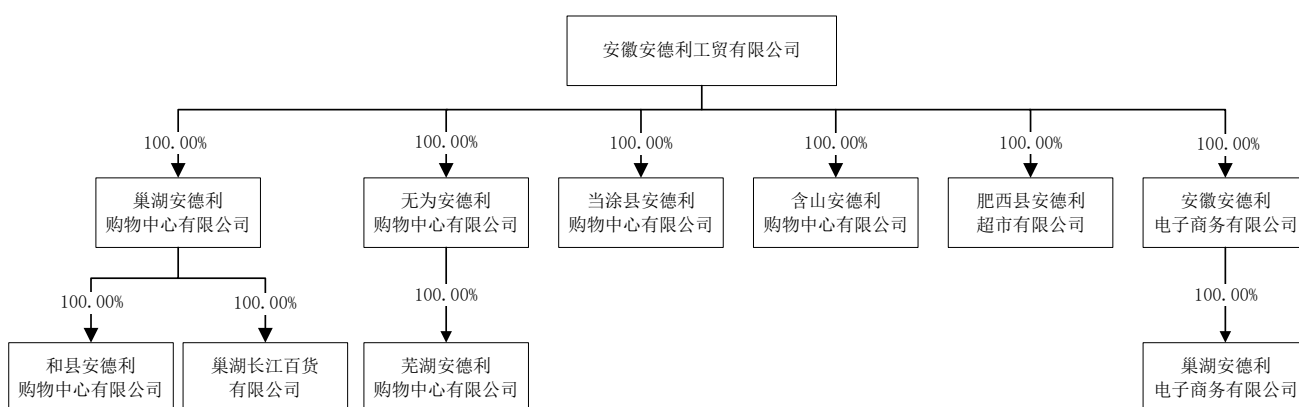 安徽安德利工贸有限公司
100.00%
100.00%
100.00%
100.00%
100.00%
100.00%
巢湖安德利
购物中心有限公司
无为安德利
购物中心有限公司
当涂县安德利
购物中心有限公司
含山安德利
购物中心有限公司
肥西县安德利
超市有限公司
安徽安德利
电子商务有限公司
100.00%
100.00%
100.00%
100.00%
和县安德利
购物中心有限公司
巢湖长江百货
有限公司
芜湖安德利
购物中心有限公司
巢湖安德利
电子商务有限公司